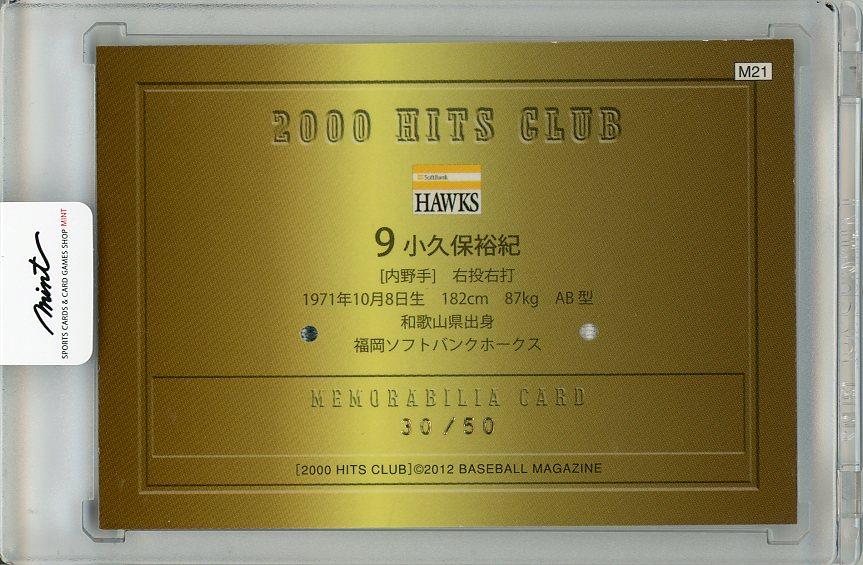 M21
2000 HITS CLUB
SoftBank
HAWKS
9 小久保裕紀
[内野手] 右投右打
1971年10月8日生 182cm 87kg AB型
和歌山県出身
福岡ソフトバンクホークス
MEMORABILIA CARD
30/50
[2000 HITS CLUB]©2012 BASEBALL MAGAZINE
mint
SPORTS CARDS & CARD GAMES SHOP MINT